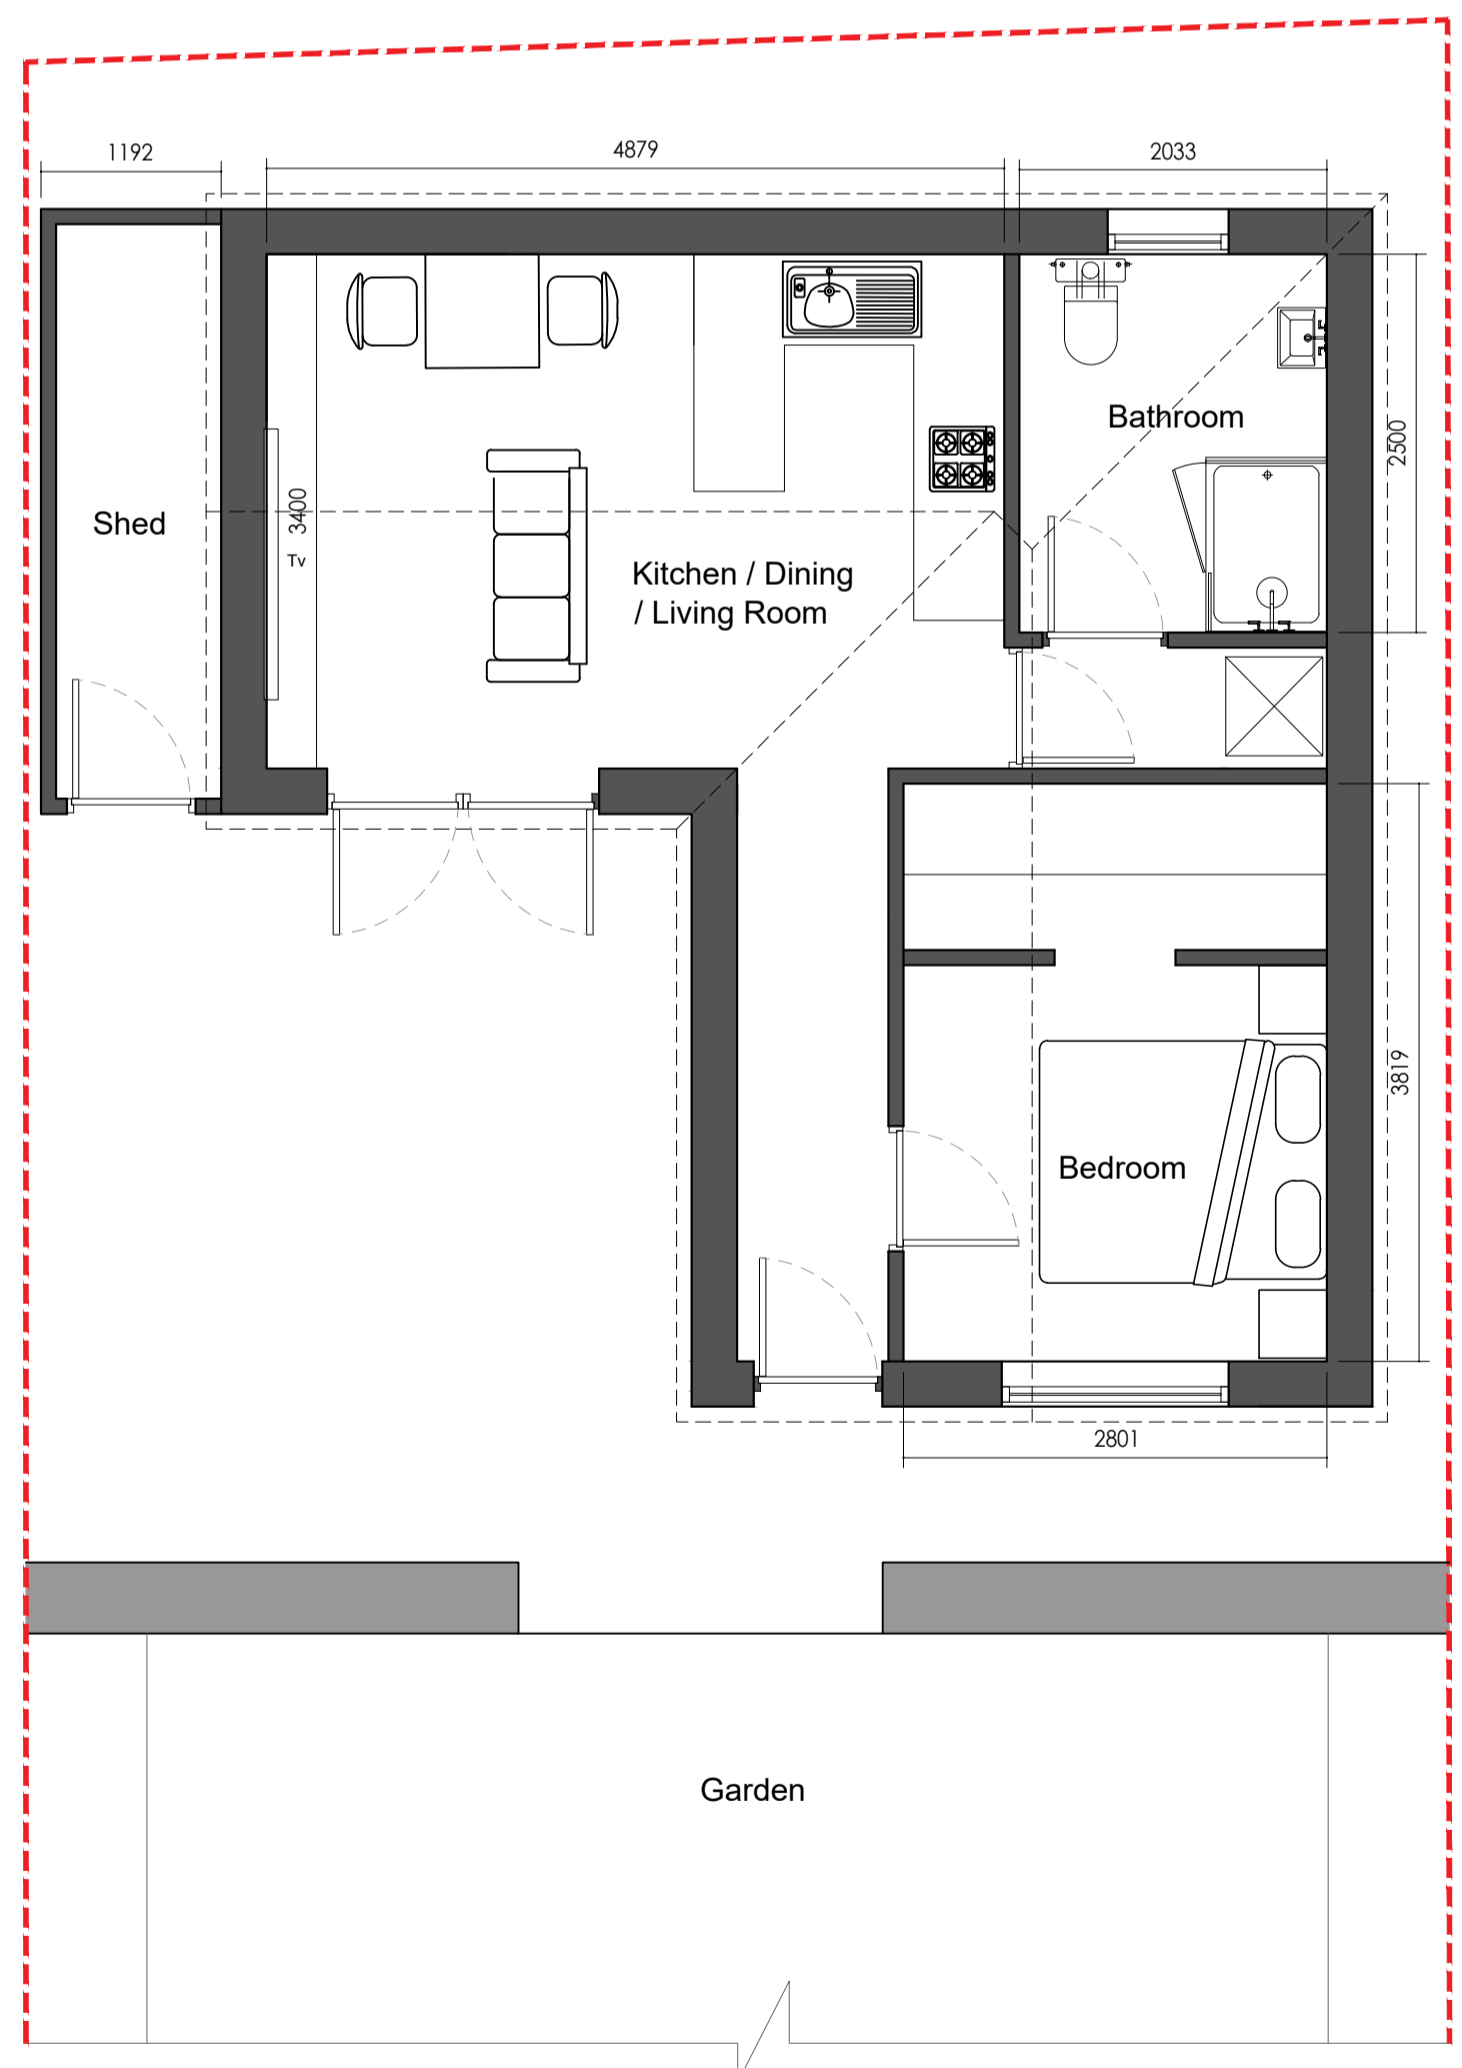 1192
4879
2033
Bathroom
2500
Shed
3400
Tv
Kitchen / Dining
/ Living Room
3819
Bedroom
2801
Garden